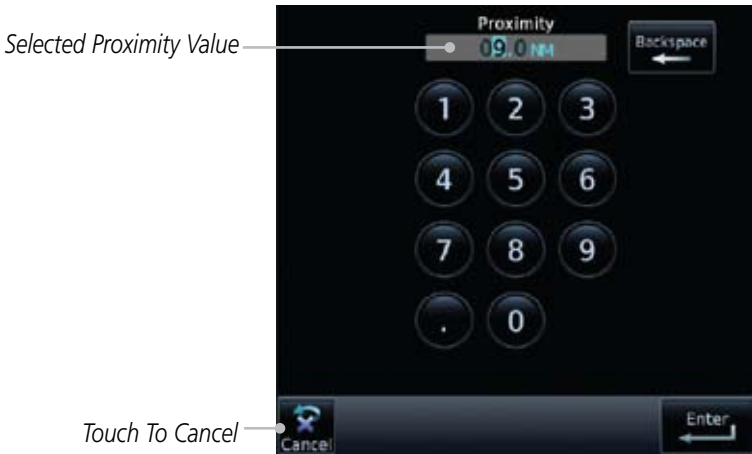 Proximity
Selected Proximity Value
09.0 NM
Backspace
1 2 3
4 5 6
7 8 9
. 0
Touch To Cancel
Cancel
Enter